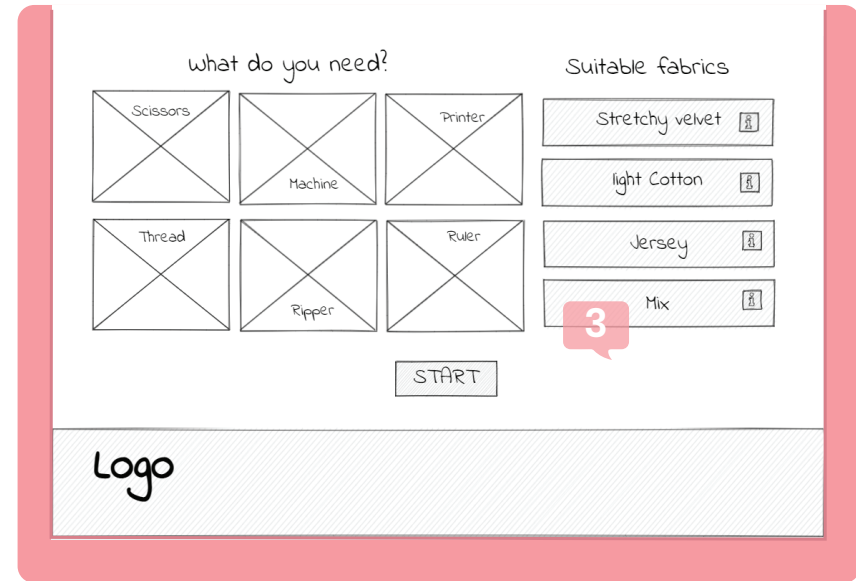 What do you need?
Suitable fabrics
Scissors
Machine
Printer
Thread
Ripper
Ruler
Stretchy velvet i
light Cotton i
Jersey i
Mix i
3
START
Logo